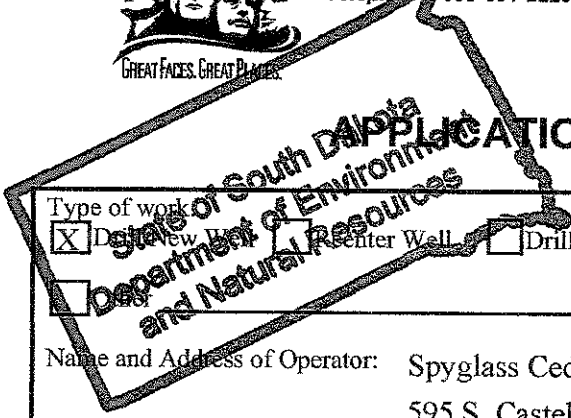 GREAT FACES. GREAT PLACES.
APPLICATIO
State of South Dakota
Department of Environment
and Natural Resources
Type of work:
X Drill New Well Reenter Well Drill
Other
Name and Address of Operator: Spyglass Ced
595 S. Castel